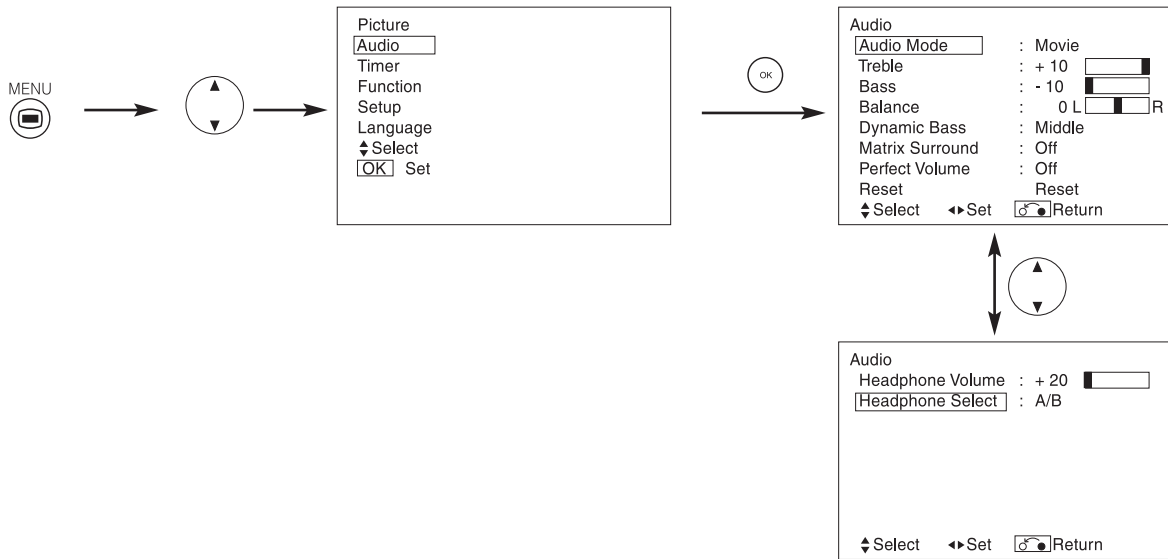 MENU
Picture
Audio
Timer
Function
Setup
Language
Select
OK Set
OK
Audio
Audio Mode : Movie
Treble : + 10
Bass : - 10
Balance : 0 L R
Dynamic Bass : Middle
Matrix Surround : Off
Perfect Volume : Off
Reset Reset
Select Set Return
Audio
Headphone Volume : + 20
Headphone Select : A/B
Select Set Return